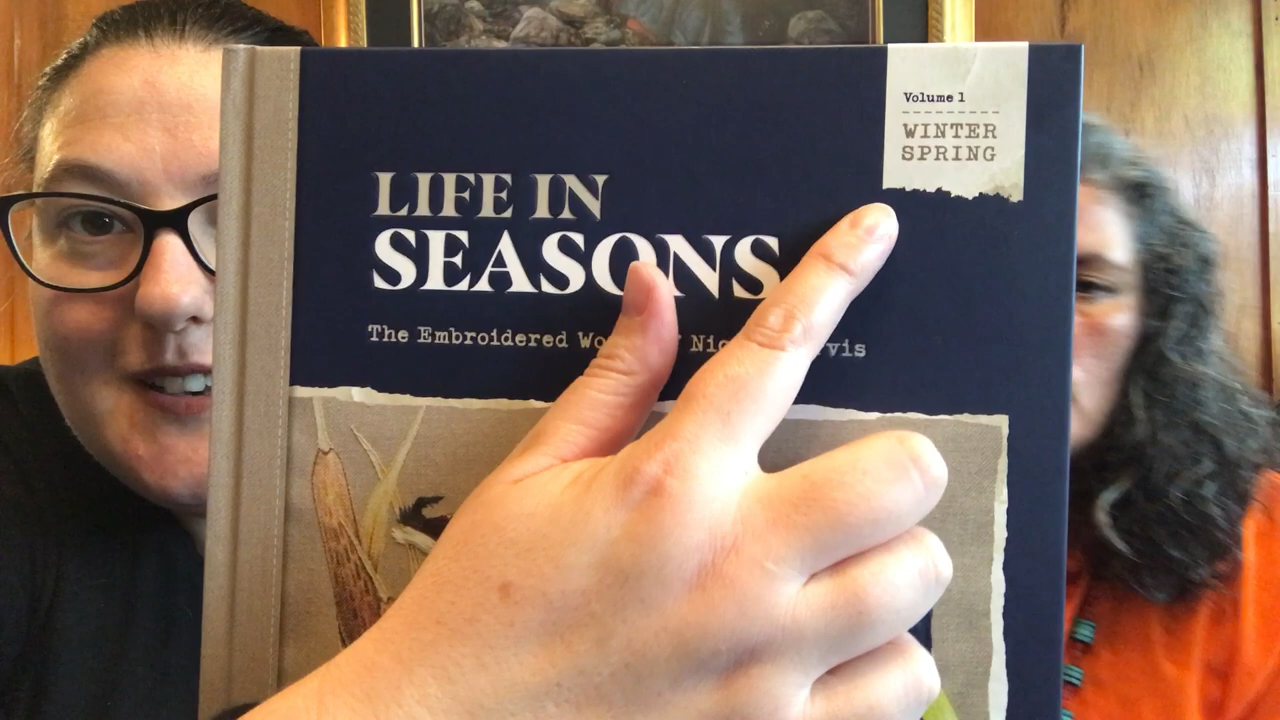 Volume 1
WINTER
SPRING
LIFE IN
SEASONS
The Embroidered